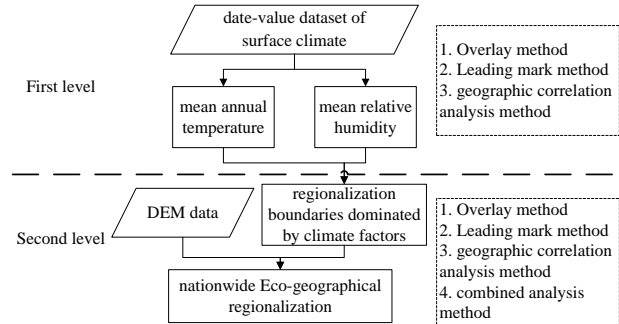 date-value dataset of
surface climate
First level
mean annual
temperature
mean relative
humidity
1. Overlay method
2. Leading mark method
3. geographic correlation
analysis method
Second level
DEM data
regionalization
boundaries dominated
by climate factors
nationwide Eco-geographical
regionalization
1. Overlay method
2. Leading mark method
3. geographic correlation
analysis method
4. combined analysis
method